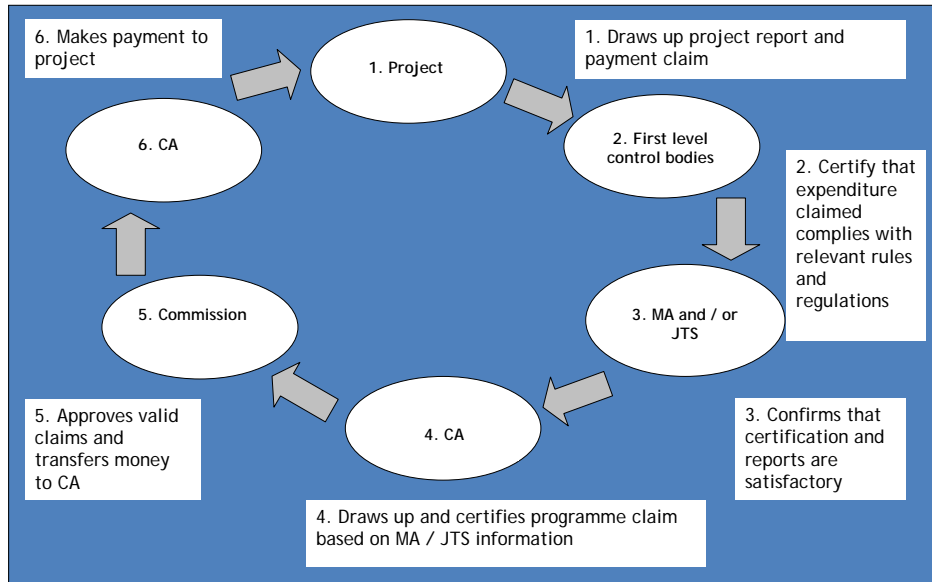 6. Makes payment to
project
1. Project
1. Draws up project report and
payment claim
6. CA
2. First level
control bodies
2. Certify that
expenditure
claimed
complies with
relevant rules
and
regulations
5. Commission
3. MA and / or
JTS
5. Approves valid
claims and
transfers money
to CA
4. CA
3. Confirms that
certification and
reports are
satisfactory
4. Draws up and certifies programme claim
based on MA / JTS information